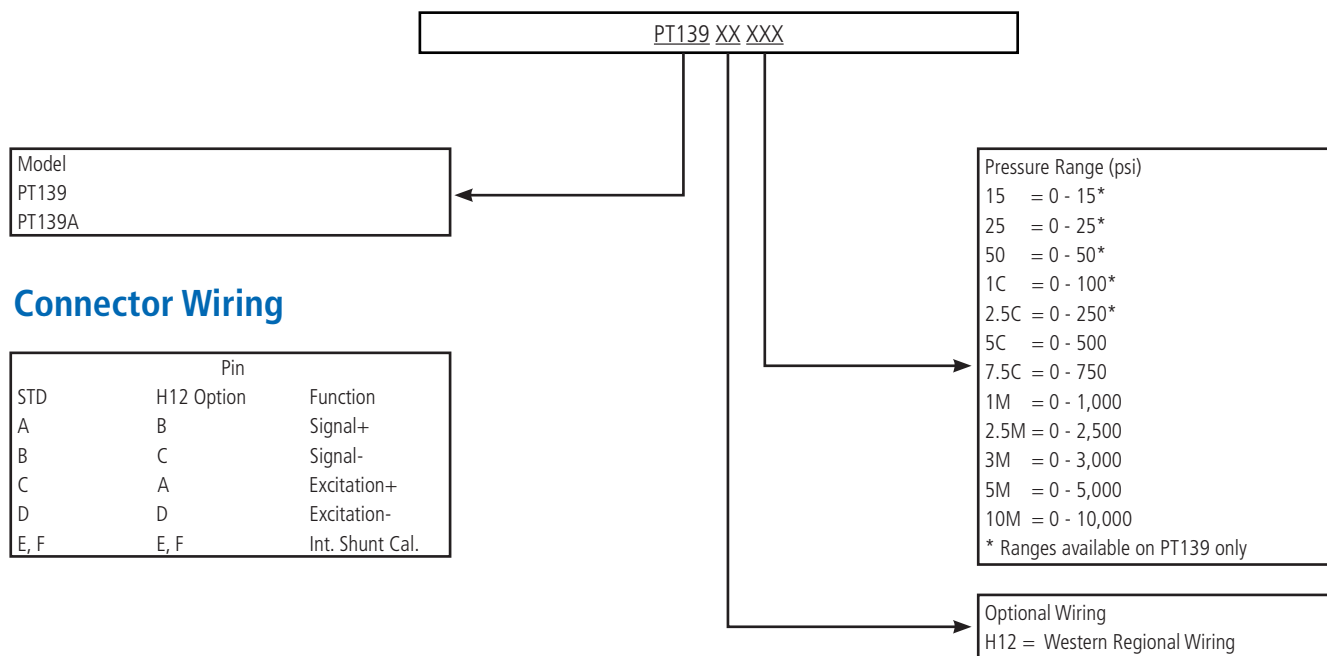 PT139 XX XXX
Model
PT139
PT139A
Connector Wiring
Pin
STD H12 Option Function
A B Signal+
B C Signal-
C A Excitation+
D D Excitation-
E, F E, F Int. Shunt Cal.
Pressure Range (psi)
15 = 0 - 15*
25 = 0 - 25*
50 = 0 - 50*
1C = 0 - 100*
2.5C = 0 - 250*
5C = 0 - 500
7.5C = 0 - 750
1M = 0 - 1,000
2.5M = 0 - 2,500
3M = 0 - 3,000
5M = 0 - 5,000
10M = 0 - 10,000
* Ranges available on PT139 only
Optional Wiring
H12 = Western Regional Wiring